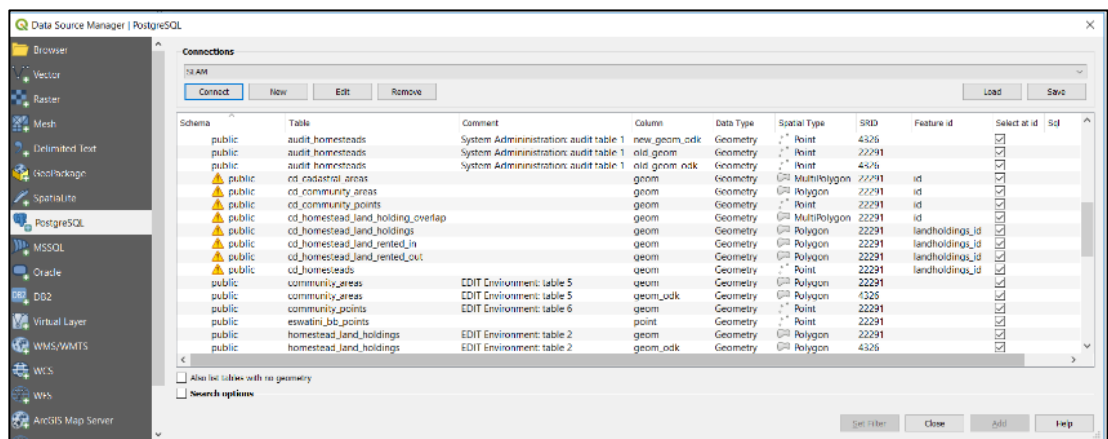 Data Source Manager | PostgreSQL
Browser
Vector
Raster
Mesh
Delimited Text
GeoPackage
SpatiaLite
PostgreSQL
MSSQL
Oracle
DB2
Virtual Layer
WMS/WMTS
WCS
WFS
ArcGIS Map Server
Connections
SLAM
Connect New Edit Remove Load Save
Schema Table Comment Column Data Type Spatial Type SRID Feature id Select at id Sql
public audit_homesteads System Admininistration: audit table 1 new_geom_odk Geometry Point 4326
public audit_homesteads System Admininistration: audit table 1 old_geom Geometry Point 22291
public audit_homesteads System Admininistration: audit table 1 old_geom_odk Geometry Point 4326
public cd_cadastral_areas geom Geometry MultiPolygon 22291 id
public cd_community_areas geom Geometry Polygon 22291 id
public cd_community_points geom Geometry Point 22291 id
public cd_homestead_land_holding_overlap geom Geometry MultiPolygon 22291 id
public cd_homestead_land_holdings geom Geometry Polygon 22291 landholdings_id
public cd_homestead_land_rented_in geom Geometry Polygon 22291 landholdings_id
public cd_homestead_land_rented_out geom Geometry Polygon 22291 landholdings_id
public cd_homesteads geom Geometry Point 22291 landholdings_id
public community_areas EDIT Environment: table 5 geom Geometry Polygon 22291
public community_areas EDIT Environment: table 5 geom_odk Geometry Polygon 4326
public community_points EDIT Environment: table 6 geom Geometry Point 22291
public eswatini_bb_points point Geometry Point 22291
public homestead_land_holdings EDIT Environment: table 2 geom Geometry Polygon 22291
public homestead_land_holdings EDIT Environment: table 2 geom_odk Geometry Polygon 4326
Also list tables with no geometry
Search options
Set Filter Close Add Help